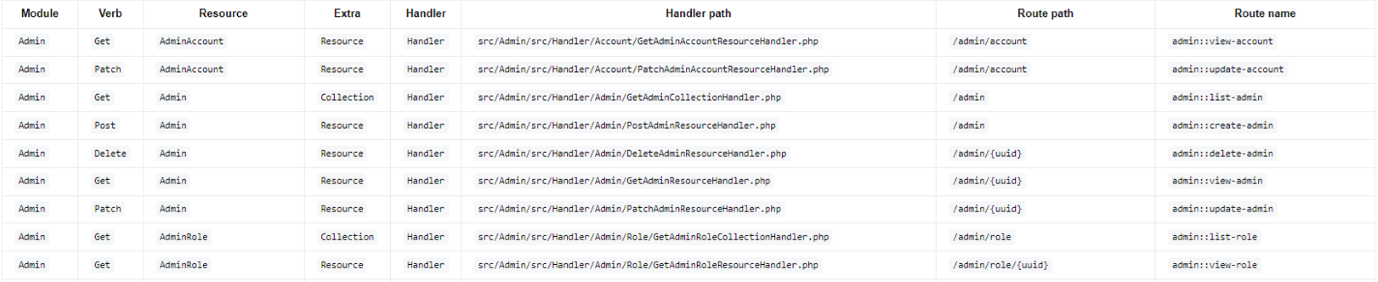 Module Verb Resource Extra Handler Handler path Route path Route name
Admin Get AdminAccount Resource Handler src/Admin/src/Handler/Account/GetAdminAccountResourceHandler.php /admin/account admin::view-account
Admin Patch AdminAccount Resource Handler src/Admin/src/Handler/Account/PatchAdminAccountResourceHandler.php /admin/account admin::update-account
Admin Get Admin Collection Handler src/Admin/src/Handler/Admin/GetAdminCollectionHandler.php /admin admin::list-admin
Admin Post Admin Resource Handler src/Admin/src/Handler/Admin/PostAdminResourceHandler.php /admin admin::create-admin
Admin Delete Admin Resource Handler src/Admin/src/Handler/Admin/DeleteAdminResourceHandler.php /admin/{uuid} admin::delete-admin
Admin Get Admin Resource Handler src/Admin/src/Handler/Admin/GetAdminResourceHandler.php /admin/{uuid} admin::view-admin
Admin Patch Admin Resource Handler src/Admin/src/Handler/Admin/PatchAdminResourceHandler.php /admin/{uuid} admin::update-admin
Admin Get AdminRole Collection Handler src/Admin/src/Handler/Admin/Role/GetAdminRoleCollectionHandler.php /admin/role admin::list-role
Admin Get AdminRole Resource Handler src/Admin/src/Handler/Admin/Role/GetAdminRoleResourceHandler.php /admin/role/{uuid} admin::view-role